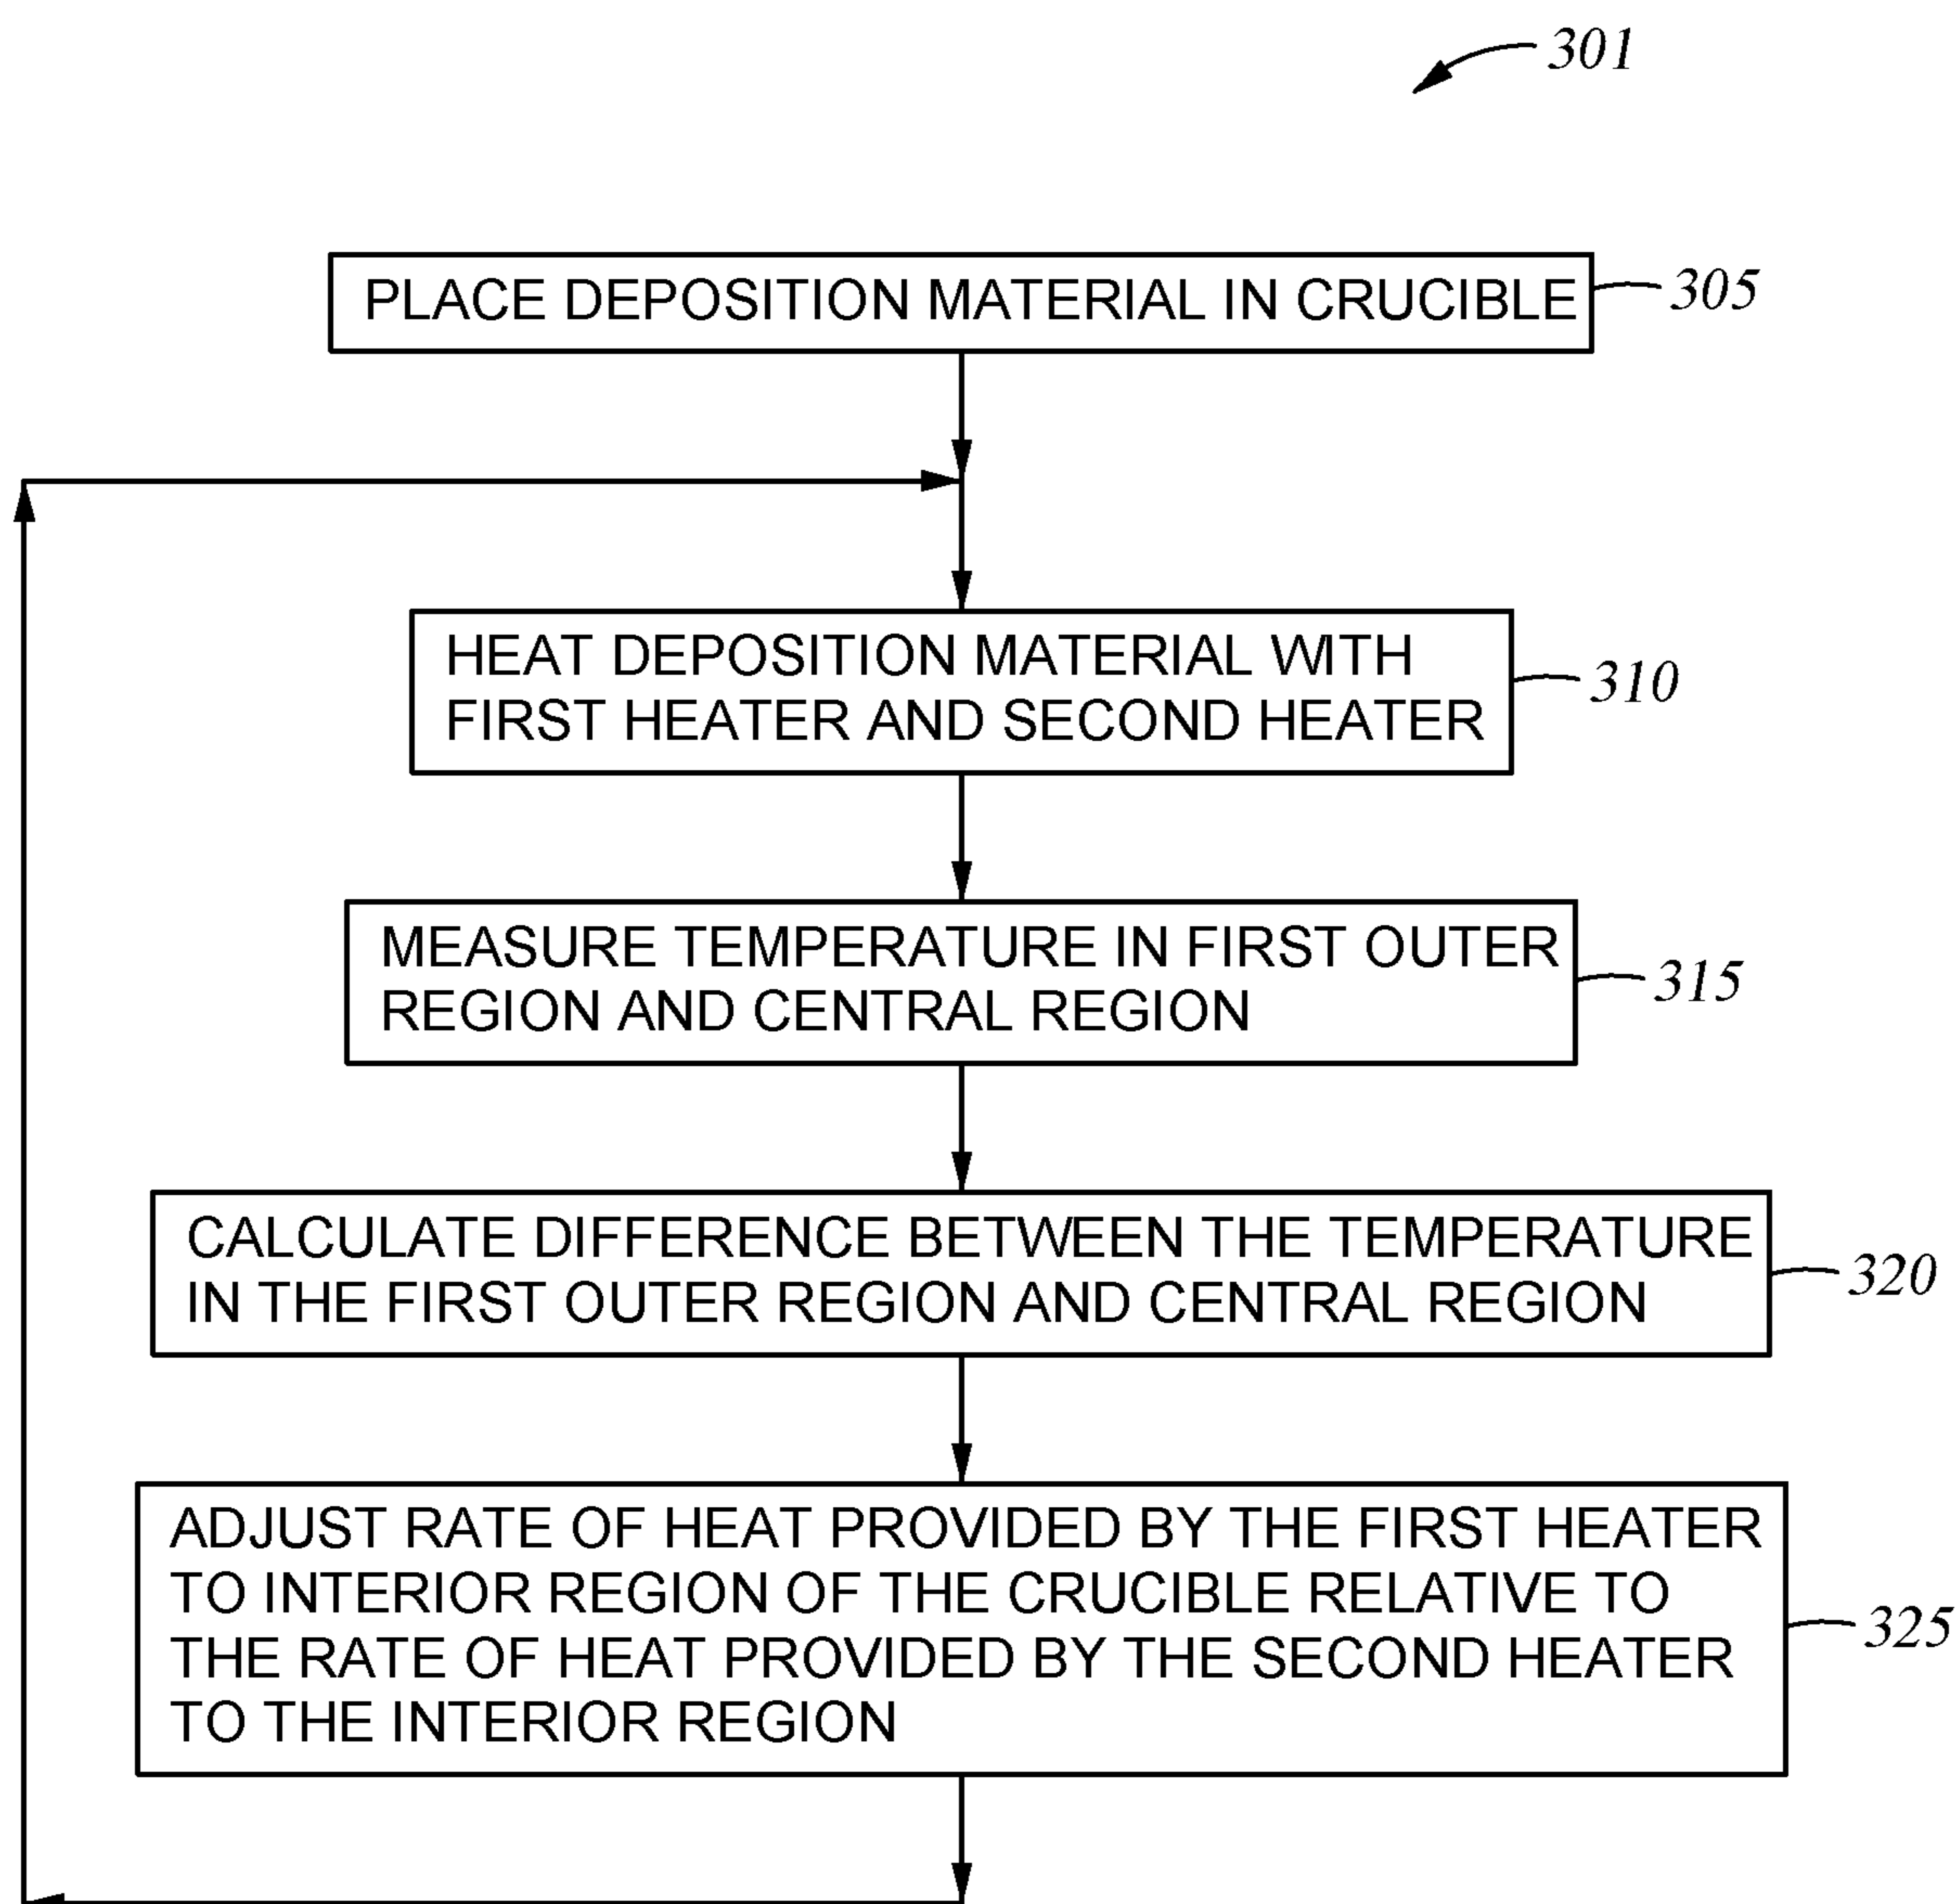 301
PLACE DEPOSITION MATERIAL IN CRUCIBLE
305
HEAT DEPOSITION MATERIAL WITH
FIRST HEATER AND SECOND HEATER
310
MEASURE TEMPERATURE IN FIRST OUTER
REGION AND CENTRAL REGION
315
CALCULATE DIFFERENCE BETWEEN THE TEMPERATURE
IN THE FIRST OUTER REGION AND CENTRAL REGION
320
ADJUST RATE OF HEAT PROVIDED BY THE FIRST HEATER
TO INTERIOR REGION OF THE CRUCIBLE RELATIVE TO
THE RATE OF HEAT PROVIDED BY THE SECOND HEATER
TO THE INTERIOR REGION
325